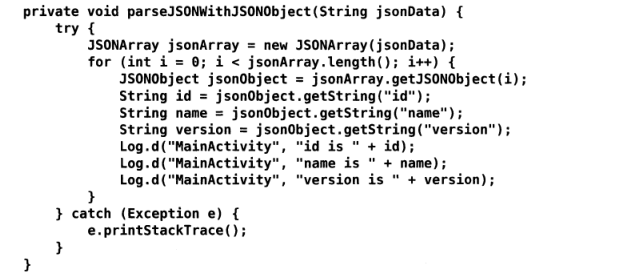 private void parseJSONWithJSONObject(String jsonData) {
    try {
        JSONArray jsonArray = new JSONArray(jsonData);
        for (int i = 0; i < jsonArray.length(); i++) {
            JSONObject jsonObject = jsonArray.getJSONObject(i);
            String id = jsonObject.getString("id");
            String name = jsonObject.getString("name");
            String version = jsonObject.getString("version");
            Log.d("MainActivity", "id is " + id);
            Log.d("MainActivity", "name is " + name);
            Log.d("MainActivity", "version is " + version);
        }
    } catch (Exception e) {
        e.printStackTrace();
    }
}